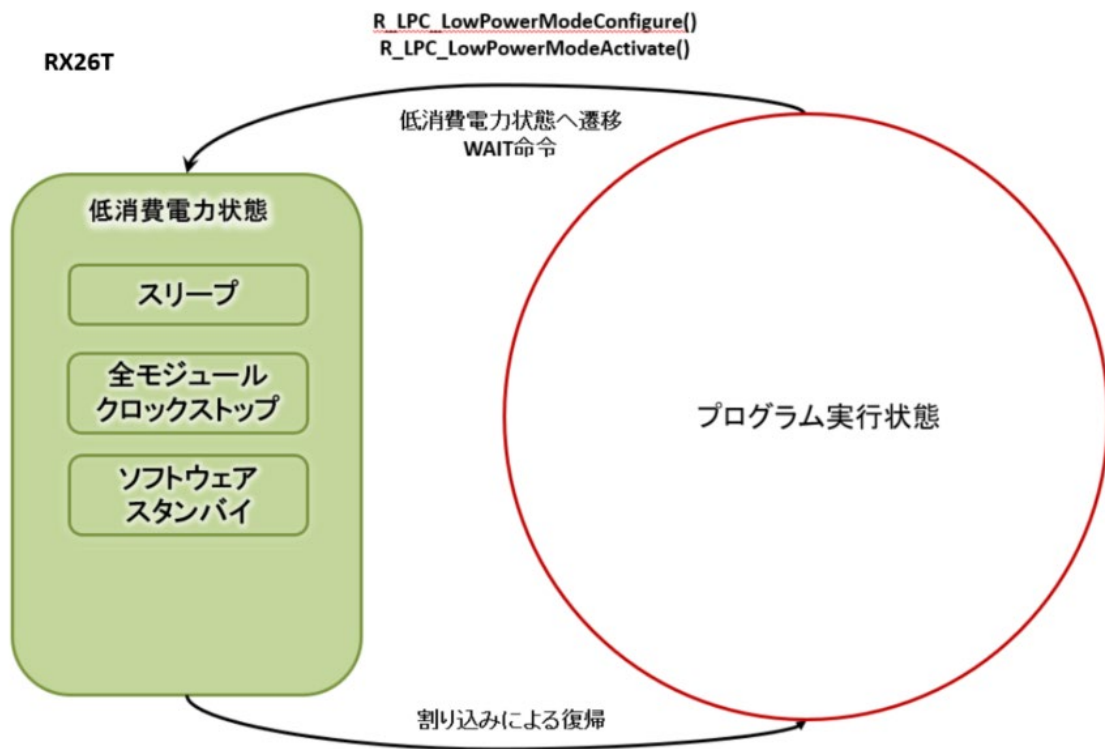 R_LPC_LowPowerModeConfigure()
R_LPC_LowPowerModeActivate()
RX26T
低消費電力状態へ遷移
WAIT命令
低消費電力状態
スリープ
全モジュール
クロックストップ
ソフトウェア
スタンバイ
プログラム実行状態
割り込みによる復帰